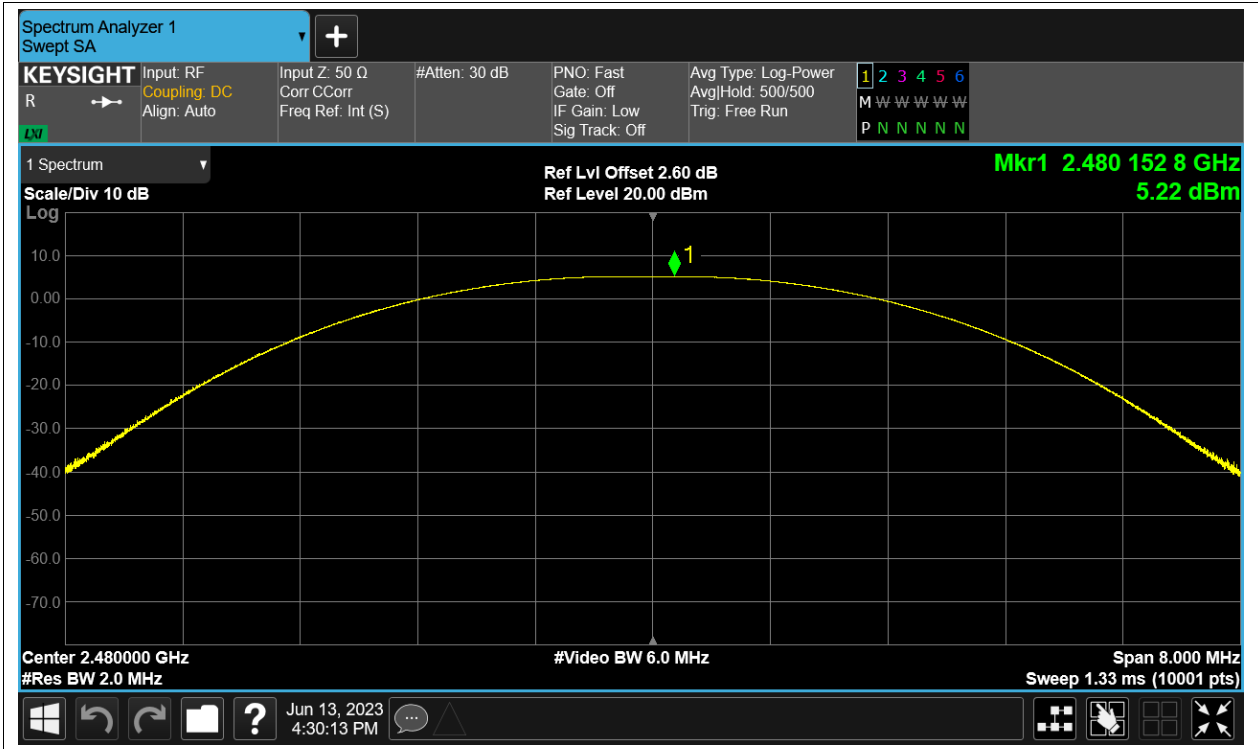 Spectrum Analyzer 1
Swept SA
KEYSIGHT
R
LXI
Input: RF
Coupling: DC
Align: Auto
Input Z: 50 Ω
Corr CCorr
Freq Ref: Int (S)
#Atten: 30 dB
PNO: Fast
Gate: Off
IF Gain: Low
Sig Track: Off
Avg Type: Log-Power
Avg|Hold: 500/500
Trig: Free Run
1 2 3 4 5 6
M W W W W W
P N N N N N
1 Spectrum
Scale/Div 10 dB
Log
Ref Lvl Offset 2.60 dB
Ref Level 20.00 dBm
Mkr1 2.480 152 8 GHz
5.22 dBm
1
10.0
0.00
-10.0
-20.0
-30.0
-40.0
-50.0
-60.0
-70.0
Center 2.480000 GHz
#Res BW 2.0 MHz
#Video BW 6.0 MHz
Span 8.000 MHz
Sweep 1.33 ms (10001 pts)
?
Jun 13, 2023
4:30:13 PM